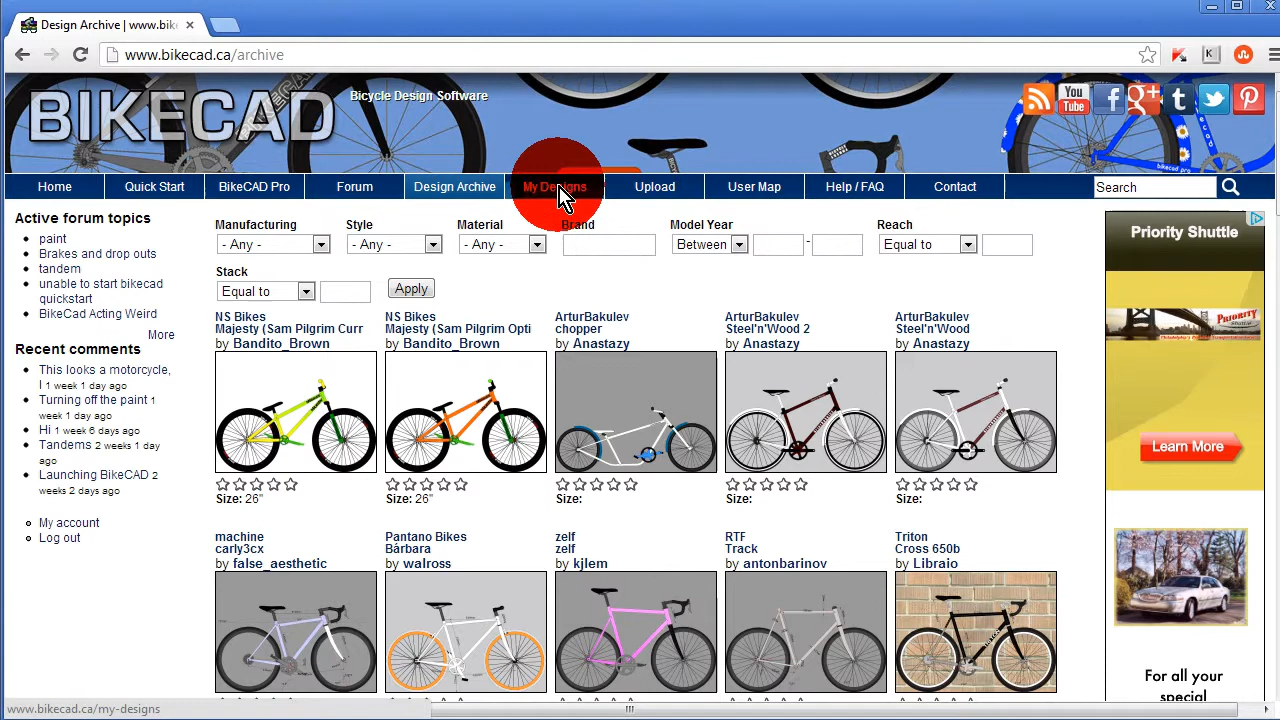 Design Archive | www.bike
www.bikecad.ca/archive
BIKECAD
Bicycle Design Software
You
Tube
Home
Quick Start
BikeCAD Pro
Forum
Design Archive
My Designs
Upload
User Map
Help / FAQ
Contact
Search
Active forum topics
paint
Brakes and drop outs
tandem
unable to start bikecad
quickstart
BikeCad Acting Weird
More
Recent comments
This looks a motorcycle,
I 1 week 1 day ago
Turning off the paint 1
week 1 day ago
Hi 1 week 6 days ago
Tandems 2 weeks 1 day
ago
Launching BikeCAD 2
weeks 2 days ago
My account
Log out
Manufacturing
- Any -
Style
- Any -
Material
- Any -
Brand
Model Year
Between
-
Reach
Equal to
Stack
Equal to
Apply
NS Bikes
Majesty (Sam Pilgrim Curr
by Bandito_Brown
Size: 26"
NS Bikes
Majesty (Sam Pilgrim Opti
by Bandito_Brown
Size: 26"
ArturBakulev
chopper
by Anastazy
Size:
ArturBakulev
Steel'n'Wood 2
by Anastazy
Size:
ArturBakulev
Steel'n'Wood
by Anastazy
Size:
machine
carly3cx
by false_aesthetic
Pantano Bikes
Bárbara
by walross
zelf
zelf
by kjlem
RTF
Track
by antonbarinov
Triton
Cross 650b
by Libraio
Priority Shuttle
PRIORITY
Learn More
For all your
special
www.bikecad.ca/my-designs